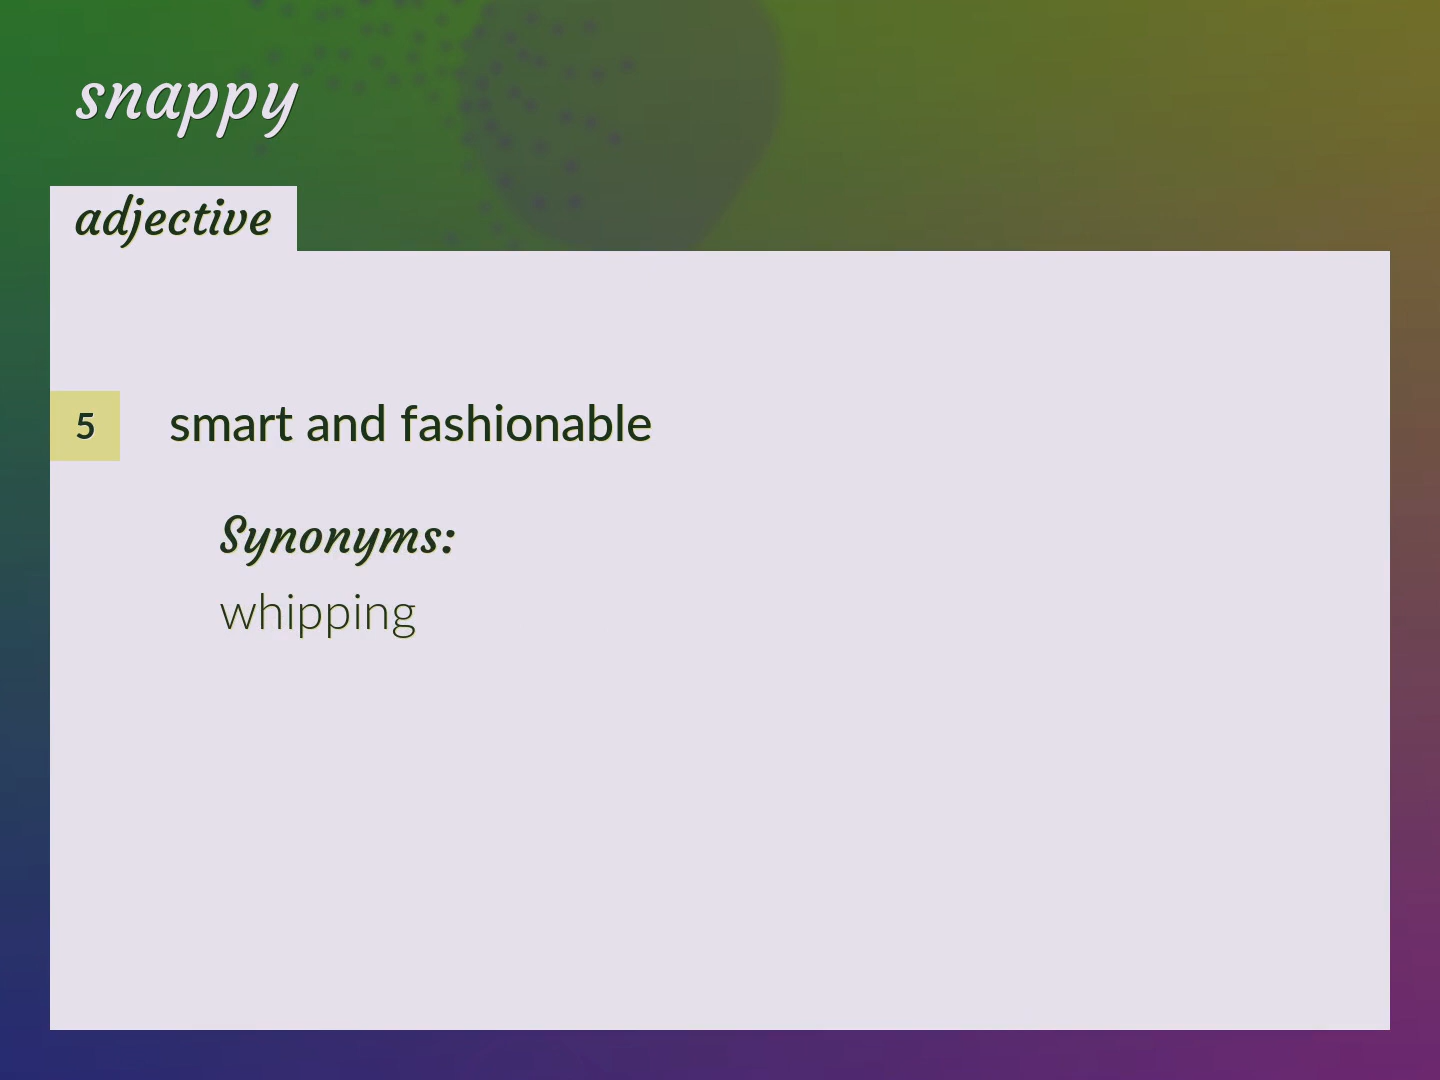 snappy
adjective
5 smart and fashionable
Synonyms:
whipping